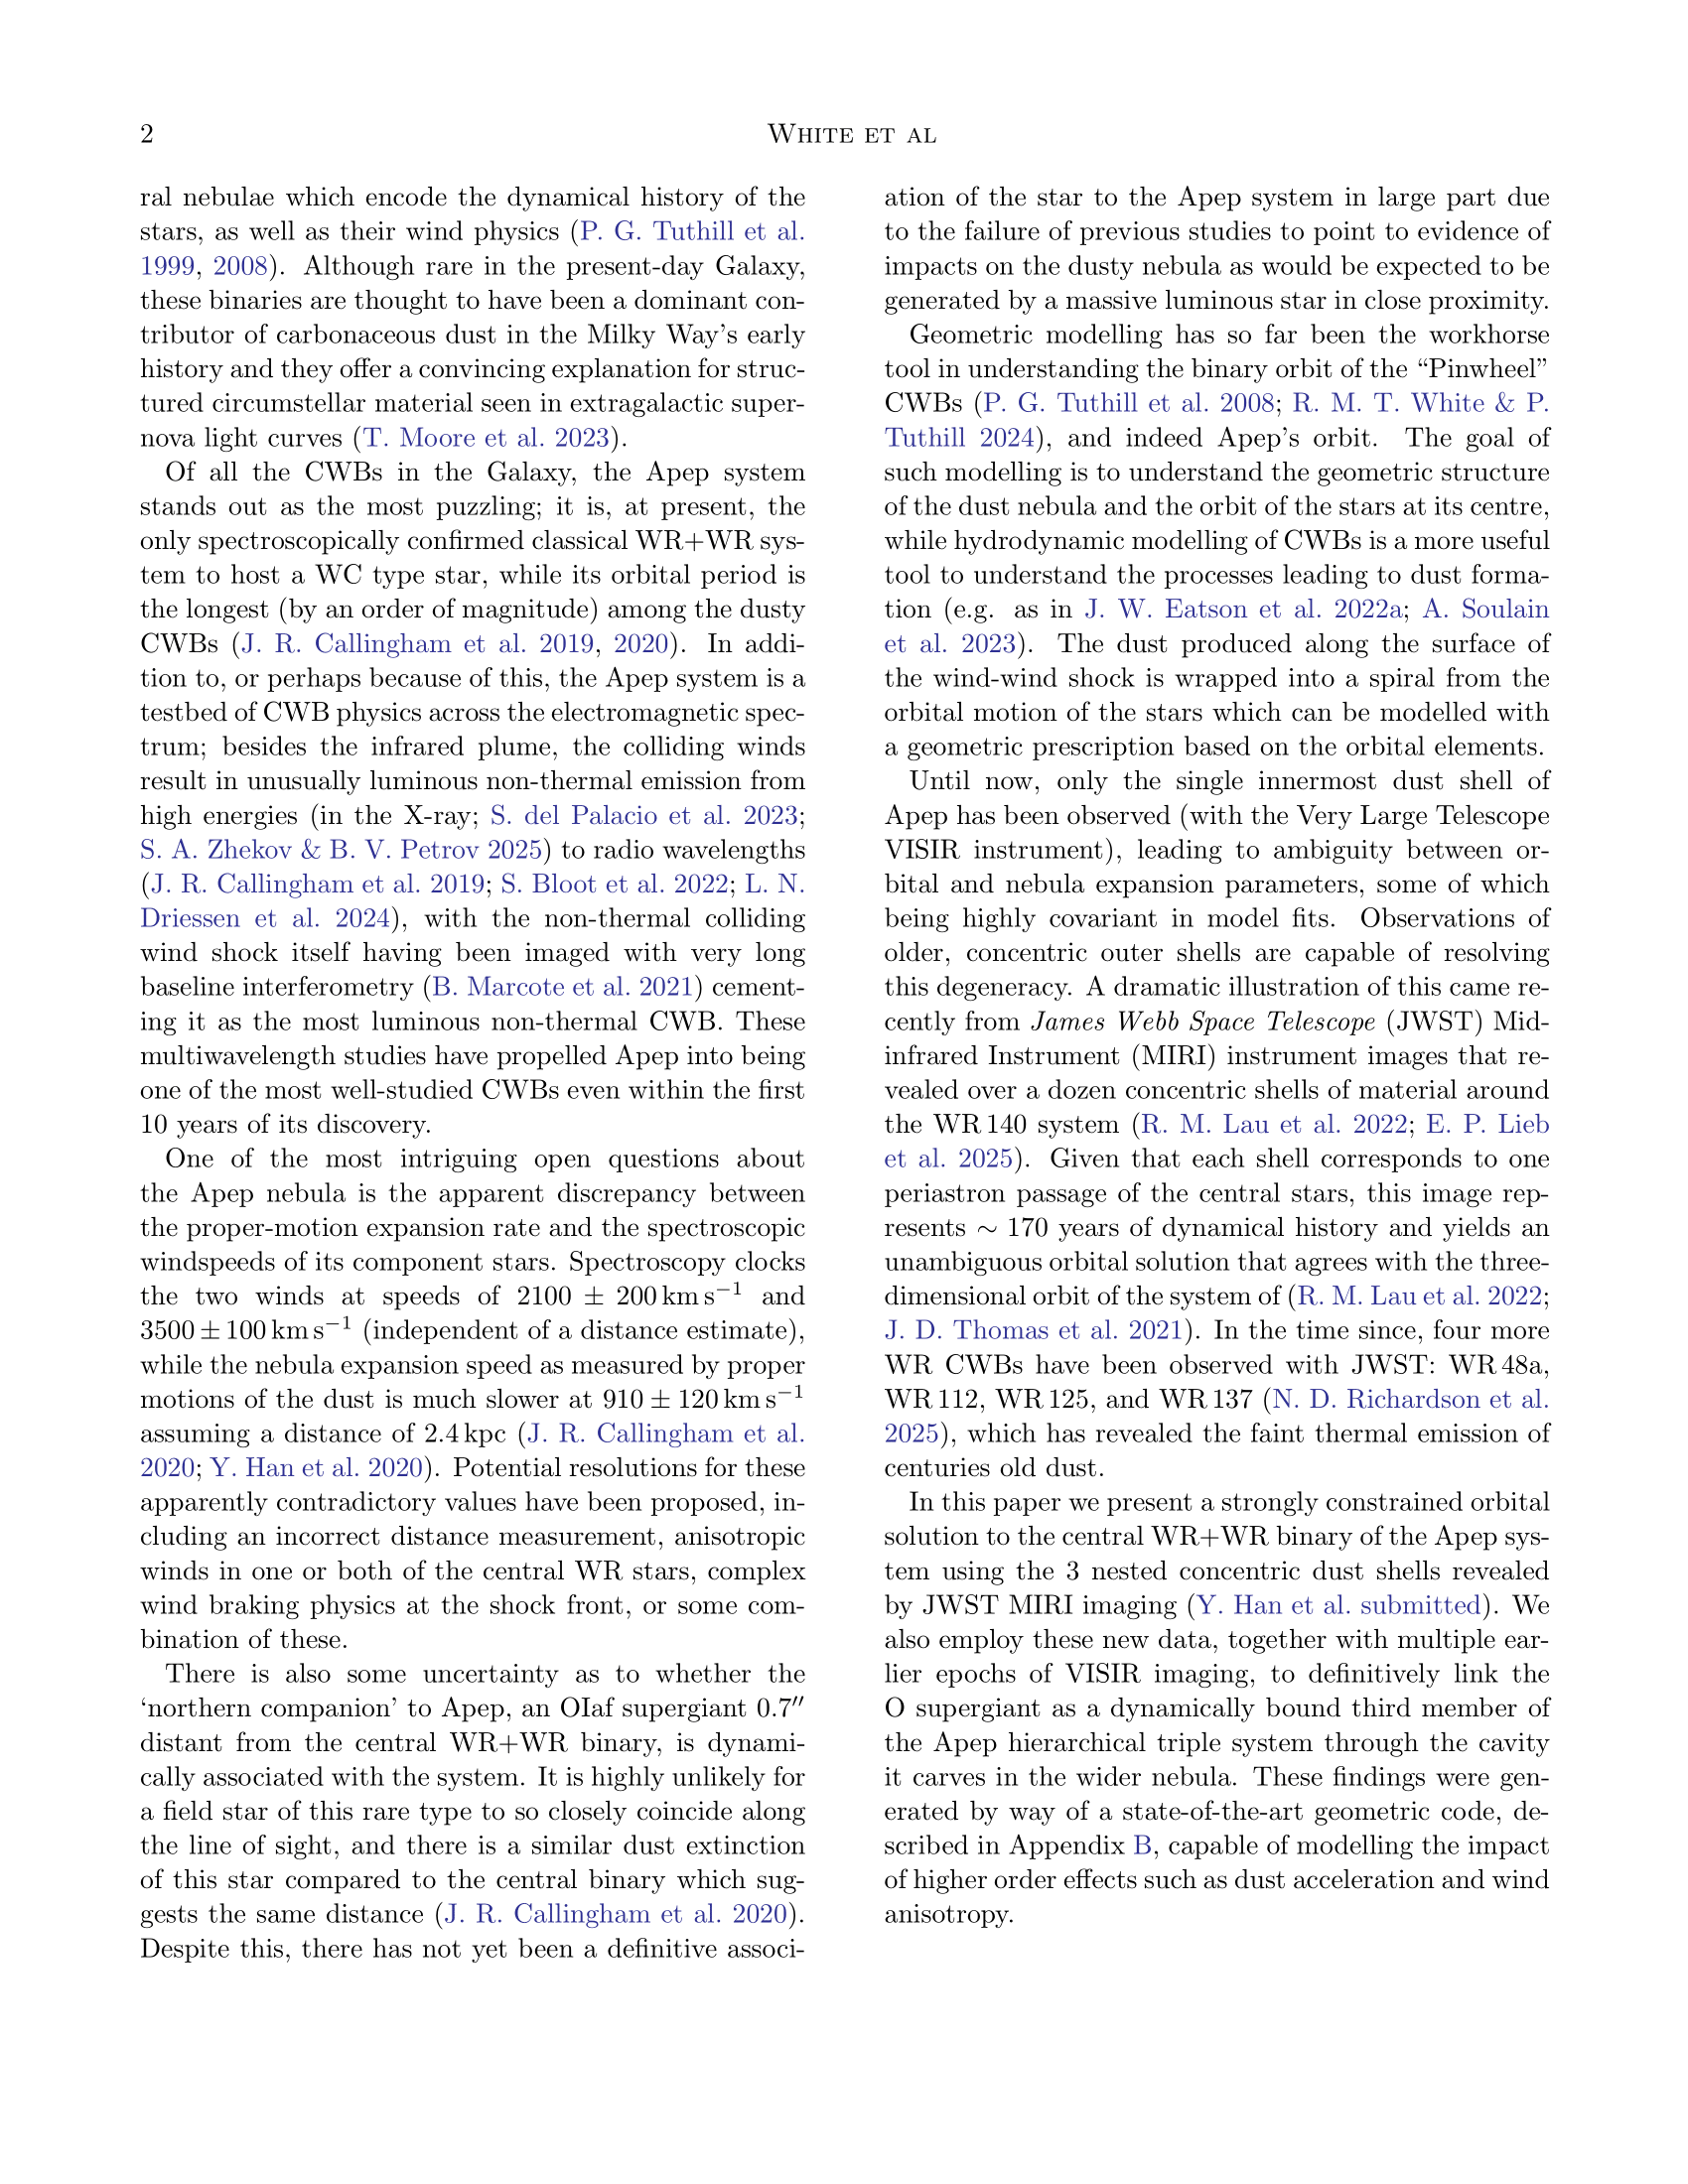 2
White et al
ral nebulae which encode the dynamical history of the
stars, as well as their wind physics (P. G. Tuthill et al.
1999, 2008). Although rare in the present-day Galaxy,
these binaries are thought to have been a dominant con-
tributor of carbonaceous dust in the Milky Way's early
history and they offer a convincing explanation for struc-
tured circumstellar material seen in extragalactic super-
nova light curves (T. Moore et al. 2023).
Of all the CWBs in the Galaxy, the Apep system
stands out as the most puzzling; it is, at present, the
only spectroscopically confirmed classical WR+WR sys-
tem to host a WC type star, while its orbital period is
the longest (by an order of magnitude) among the dusty
CWBs (J. R. Callingham et al. 2019, 2020). In addi-
tion to, or perhaps because of this, the Apep system is a
testbed of CWB physics across the electromagnetic spec-
trum; besides the infrared plume, the colliding winds
result in unusually luminous non-thermal emission from
high energies (in the X-ray; S. del Palacio et al. 2023;
S. A. Zhekov & B. V. Petrov 2025) to radio wavelengths
(J. R. Callingham et al. 2019; S. Bloot et al. 2022; L. N.
Driessen et al. 2024), with the non-thermal colliding
wind shock itself having been imaged with very long
baseline interferometry (B. Marcote et al. 2021) cement-
ing it as the most luminous non-thermal CWB. These
multiwavelength studies have propelled Apep into being
one of the most well-studied CWBs even within the first
10 years of its discovery.
One of the most intriguing open questions about
the Apep nebula is the apparent discrepancy between
the proper-motion expansion rate and the spectroscopic
windspeeds of its component stars. Spectroscopy clocks
the two winds at speeds of 2100 ± 200 km s⁻¹ and
3500 ± 100 km s⁻¹ (independent of a distance estimate),
while the nebula expansion speed as measured by proper
motions of the dust is much slower at 910 ± 120 km s⁻¹
assuming a distance of 2.4 kpc (J. R. Callingham et al.
2020; Y. Han et al. 2020). Potential resolutions for these
apparently contradictory values have been proposed, in-
cluding an incorrect distance measurement, anisotropic
winds in one or both of the central WR stars, complex
wind braking physics at the shock front, or some com-
bination of these.
There is also some uncertainty as to whether the
‘northern companion’ to Apep, an OIaf supergiant 0.7″
distant from the central WR+WR binary, is dynami-
cally associated with the system. It is highly unlikely for
a field star of this rare type to so closely coincide along
the line of sight, and there is a similar dust extinction
of this star compared to the central binary which sug-
gests the same distance (J. R. Callingham et al. 2020).
Despite this, there has not yet been a definitive associ-
ation of the star to the Apep system in large part due
to the failure of previous studies to point to evidence of
impacts on the dusty nebula as would be expected to be
generated by a massive luminous star in close proximity.
Geometric modelling has so far been the workhorse
tool in understanding the binary orbit of the “Pinwheel”
CWBs (P. G. Tuthill et al. 2008; R. M. T. White & P.
Tuthill 2024), and indeed Apep's orbit. The goal of
such modelling is to understand the geometric structure
of the dust nebula and the orbit of the stars at its centre,
while hydrodynamic modelling of CWBs is a more useful
tool to understand the processes leading to dust forma-
tion (e.g. as in J. W. Eatson et al. 2022a; A. Soulain
et al. 2023). The dust produced along the surface of
the wind-wind shock is wrapped into a spiral from the
orbital motion of the stars which can be modelled with
a geometric prescription based on the orbital elements.
Until now, only the single innermost dust shell of
Apep has been observed (with the Very Large Telescope
VISIR instrument), leading to ambiguity between or-
bital and nebula expansion parameters, some of which
being highly covariant in model fits. Observations of
older, concentric outer shells are capable of resolving
this degeneracy. A dramatic illustration of this came re-
cently from James Webb Space Telescope (JWST) Mid-
infrared Instrument (MIRI) instrument images that re-
vealed over a dozen concentric shells of material around
the WR 140 system (R. M. Lau et al. 2022; E. P. Lieb
et al. 2025). Given that each shell corresponds to one
periastron passage of the central stars, this image rep-
resents ∼ 170 years of dynamical history and yields an
unambiguous orbital solution that agrees with the three-
dimensional orbit of the system of (R. M. Lau et al. 2022;
J. D. Thomas et al. 2021). In the time since, four more
WR CWBs have been observed with JWST: WR 48a,
WR 112, WR 125, and WR 137 (N. D. Richardson et al.
2025), which has revealed the faint thermal emission of
centuries old dust.
In this paper we present a strongly constrained orbital
solution to the central WR+WR binary of the Apep sys-
tem using the 3 nested concentric dust shells revealed
by JWST MIRI imaging (Y. Han et al. submitted). We
also employ these new data, together with multiple ear-
lier epochs of VISIR imaging, to definitively link the
O supergiant as a dynamically bound third member of
the Apep hierarchical triple system through the cavity
it carves in the wider nebula. These findings were gen-
erated by way of a state-of-the-art geometric code, de-
scribed in Appendix B, capable of modelling the impact
of higher order effects such as dust acceleration and wind
anisotropy.